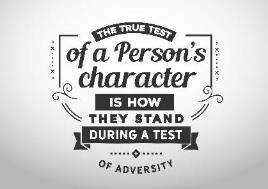 THE TRUE TEST
of a Person's
character
IS HOW
THEY STAND
DURING A TEST
OF ADVERSITY